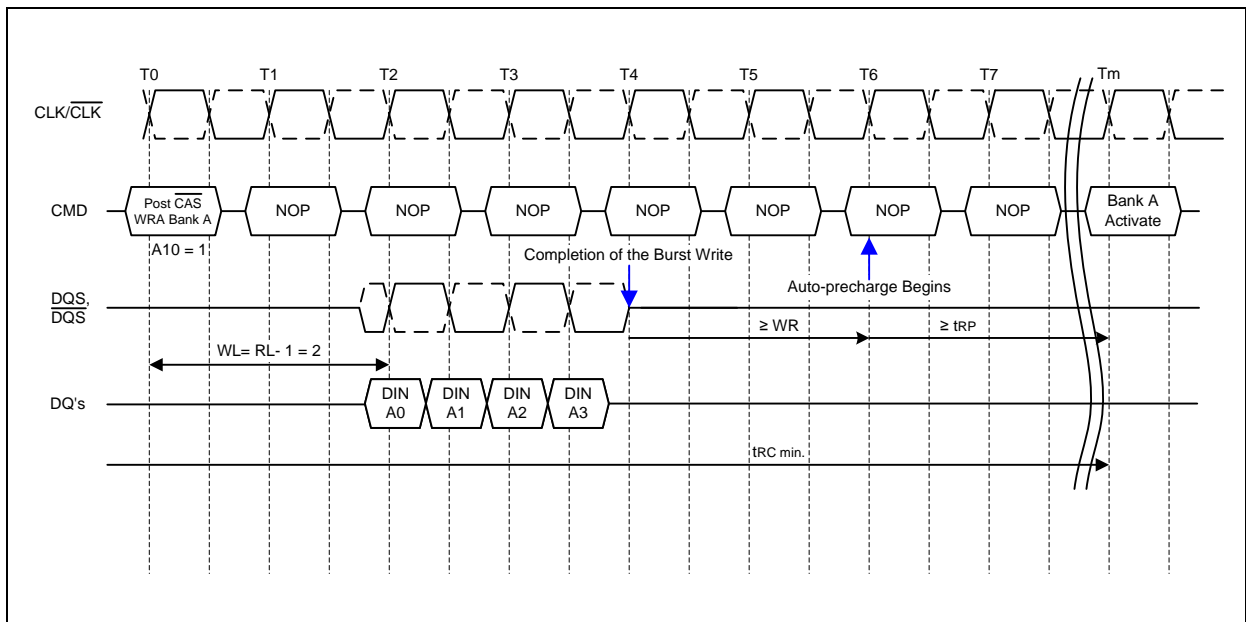 T0 T1 T2 T3 T4 T5 T6 T7 Tm
CLK/CLK
CMD
Post CAS
WRA Bank A
NOP NOP NOP NOP NOP NOP NOP
Bank A
Activate
A10 = 1
Completion of the Burst Write
Auto-precharge Begins
DQS,
DQS
≥ WR
≥ tRP
WL= RL- 1 = 2
DQ's
DIN
A0
DIN
A1
DIN
A2
DIN
A3
tRC min.